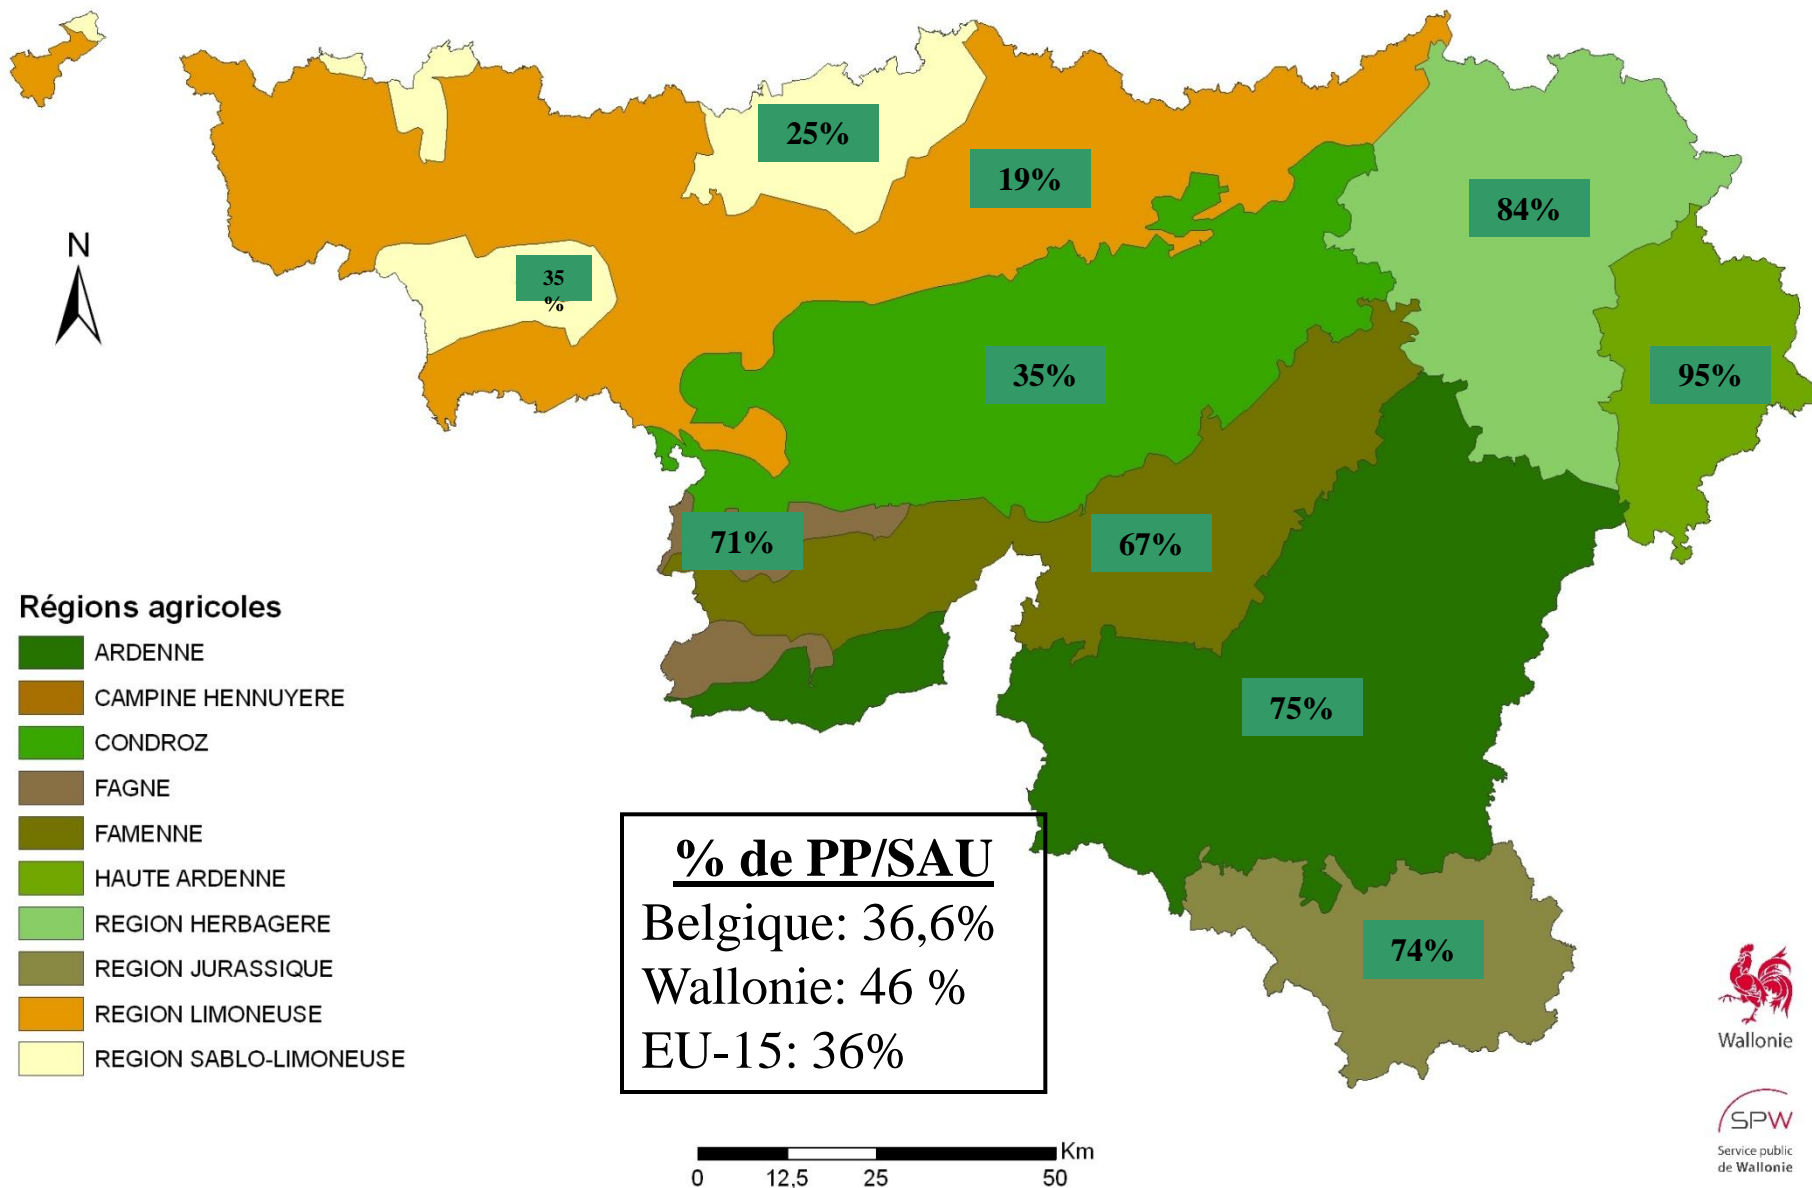 25%
19%
84%
N
35
%
35%
95%
71%
67%
75%
74%
Régions agricoles
ARDENNE
CAMPINE HENNUYERE
CONDROZ
FAGNE
FAMENNE
HAUTE ARDENNE
REGION HERBAGERE
REGION JURASSIQUE
REGION LIMONEUSE
REGION SABLO-LIMONEUSE
% de PP/SAU
Belgique: 36,6%
Wallonie: 46 %
EU-15: 36%
Wallonie
SPW
Service public
de Wallonie
Km
0 12,5 25 50